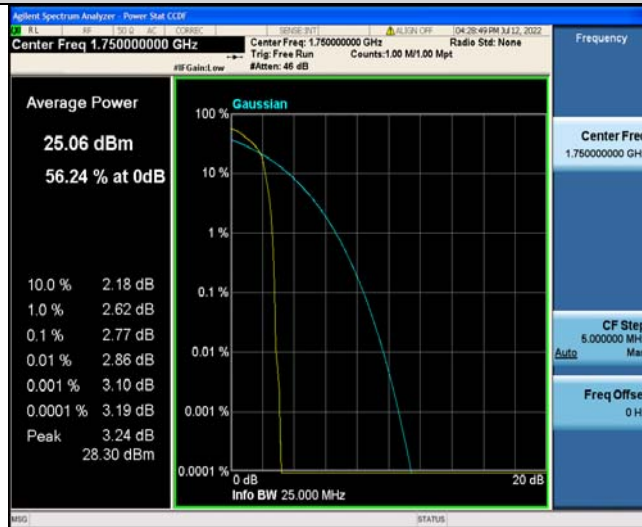 Agilent Spectrum Analyzer - Power Stat CCDF
RL RF 50 Ω AC CORREC SENSE:INT ALIGN OFF 04:28:49 PM Jul 12, 2022
Center Freq 1.750000000 GHz
Center Freq: 1.750000000 GHz Radio Std: None
Trig: Free Run Counts:1.00 M/1.00 Mpt
#IFGain:Low #Atten: 46 dB
Frequency
Average Power
25.06 dBm
56.24 % at 0dB
10.0 % 2.18 dB
1.0 % 2.62 dB
0.1 % 2.77 dB
0.01 % 2.86 dB
0.001 % 3.10 dB
0.0001 % 3.19 dB
Peak 3.24 dB
28.30 dBm
Gaussian
100 %
10 %
1 %
0.1 %
0.01 %
0.001 %
0.0001 %
0 dB 20 dB
Info BW 25.000 MHz
Center Fre
1.750000000 GH
CF Step
5.000000 MH
Auto Ma
Freq Offse
0 H
MSG STATUS